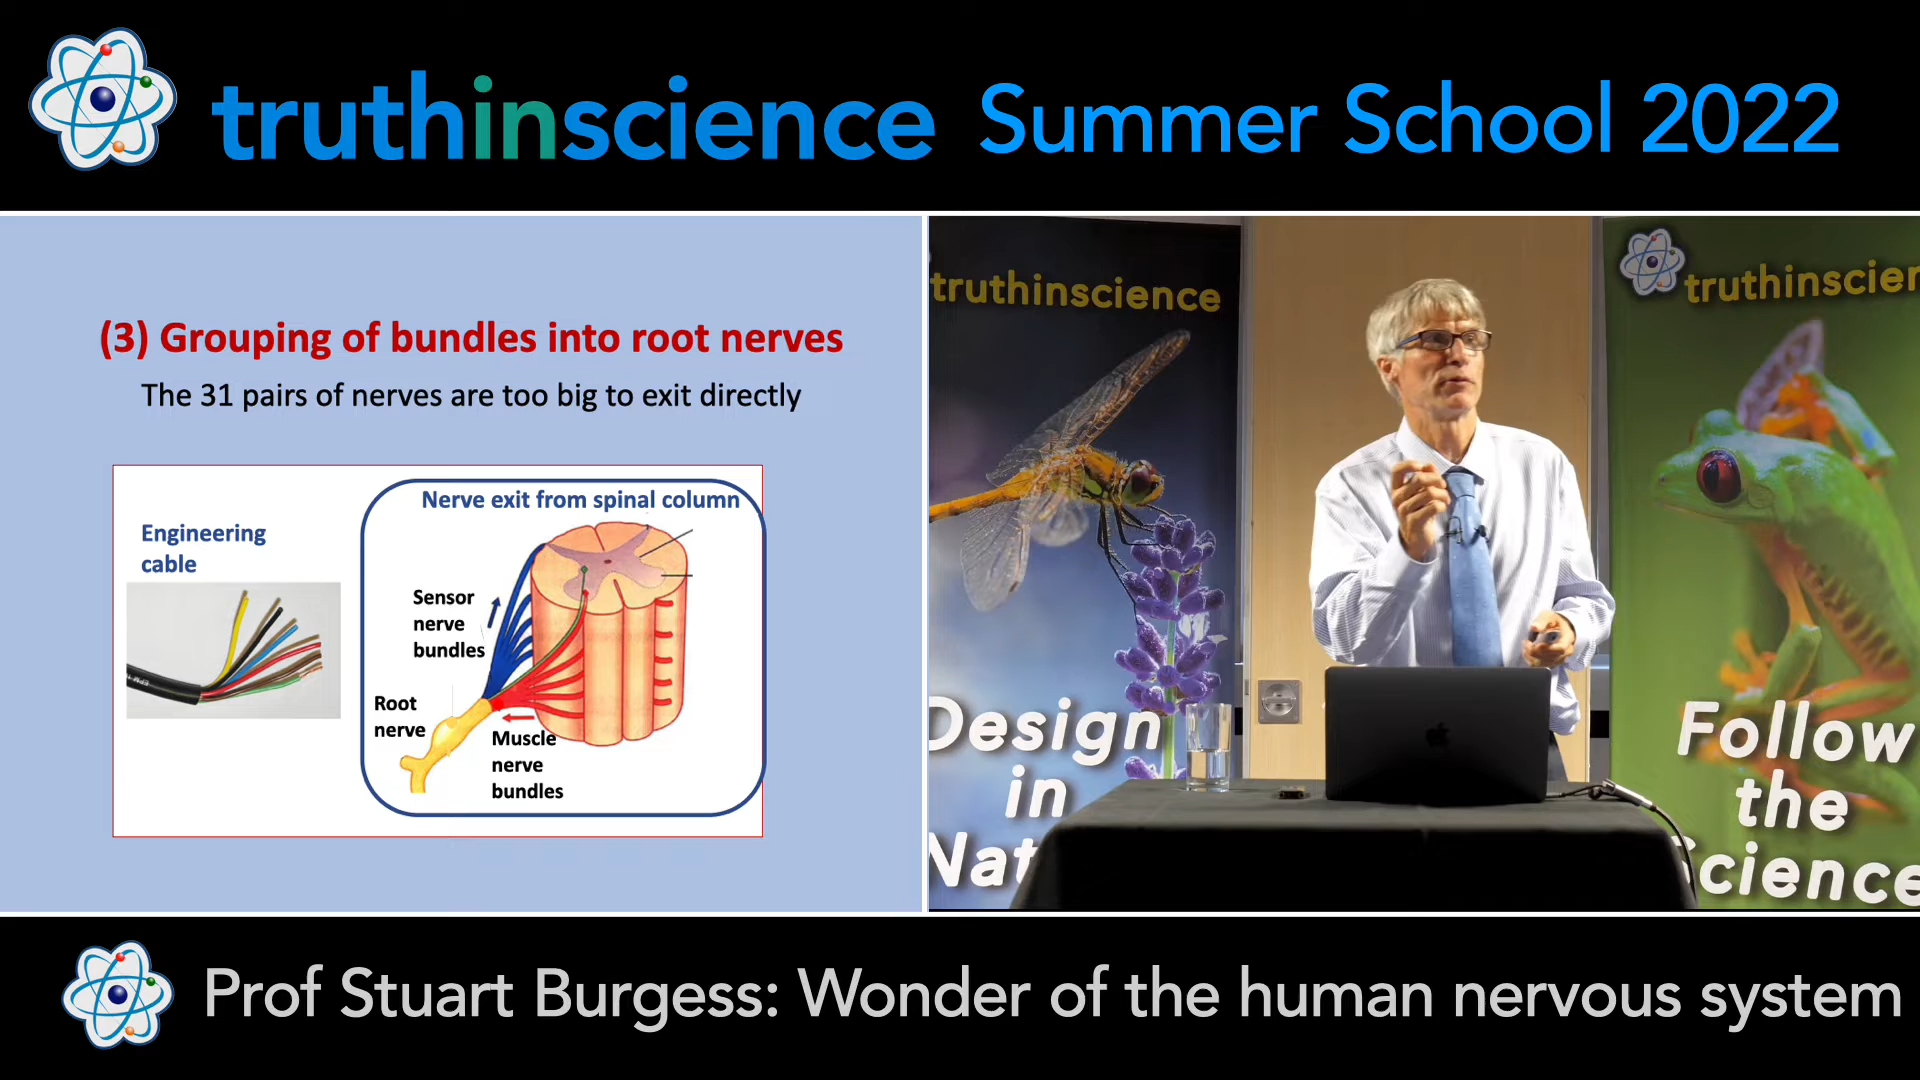 truthinscience Summer School 2022
(3) Grouping of bundles into root nerves
The 31 pairs of nerves are too big to exit directly
Engineering
cable
Nerve exit from spinal column
Sensor
nerve
bundles
Root
nerve
Muscle
nerve
bundles
truthinscience
Design
in
Nat
truthinscien
Follow
the
Science
Prof Stuart Burgess: Wonder of the human nervous system